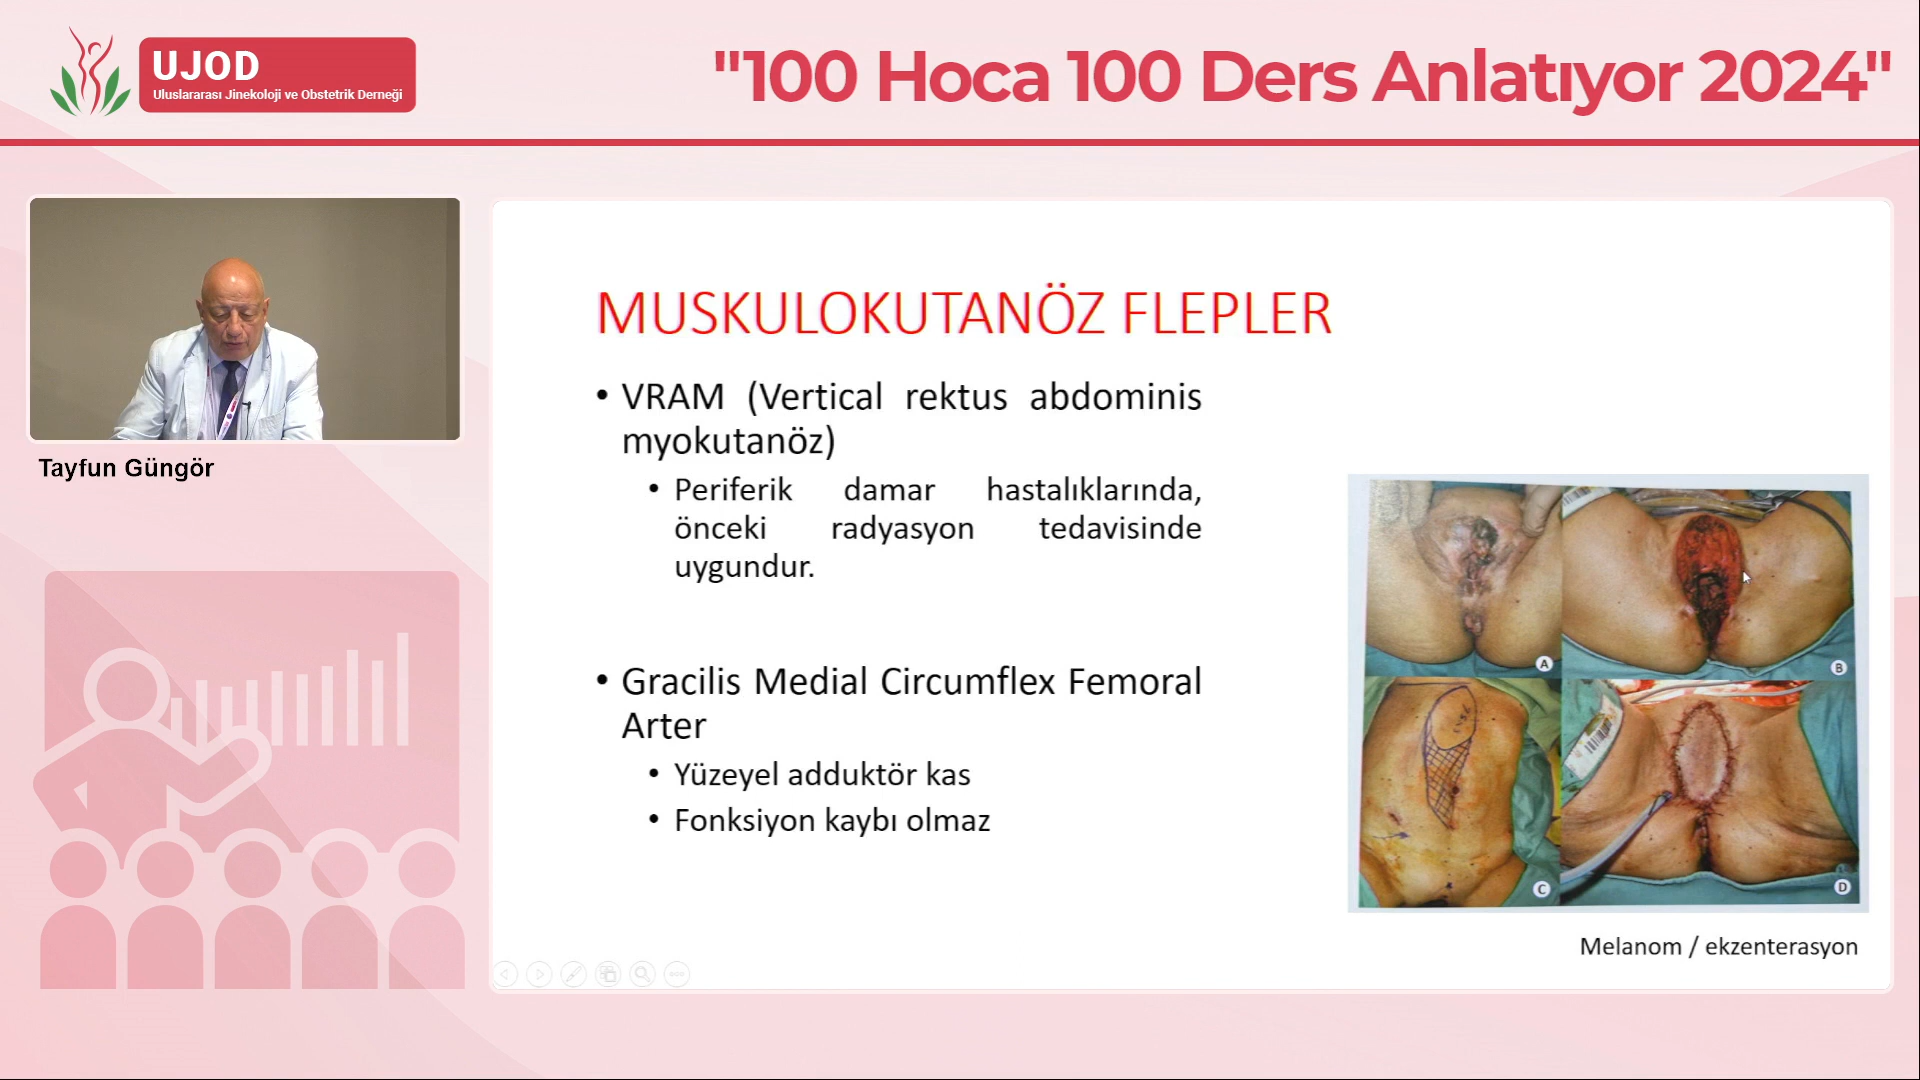 UJOD
Uluslararası Jinekoloji ve Obstetrik Derneği
"100 Hoca 100 Ders Anlatıyor 2024"
Tayfun Güngör
MUSKULOKUTANÖZ FLEPLER
• VRAM (Vertical rektus abdominis
myokutanöz)
• Periferik damar hastalıklarında,
önceki radyasyon tedavisinde
uygundur.
• Gracilis Medial Circumflex Femoral
Arter
• Yüzeyel adduktör kas
• Fonksiyon kaybı olmaz
A
B
C
D
Melanom / ekzenterasyon